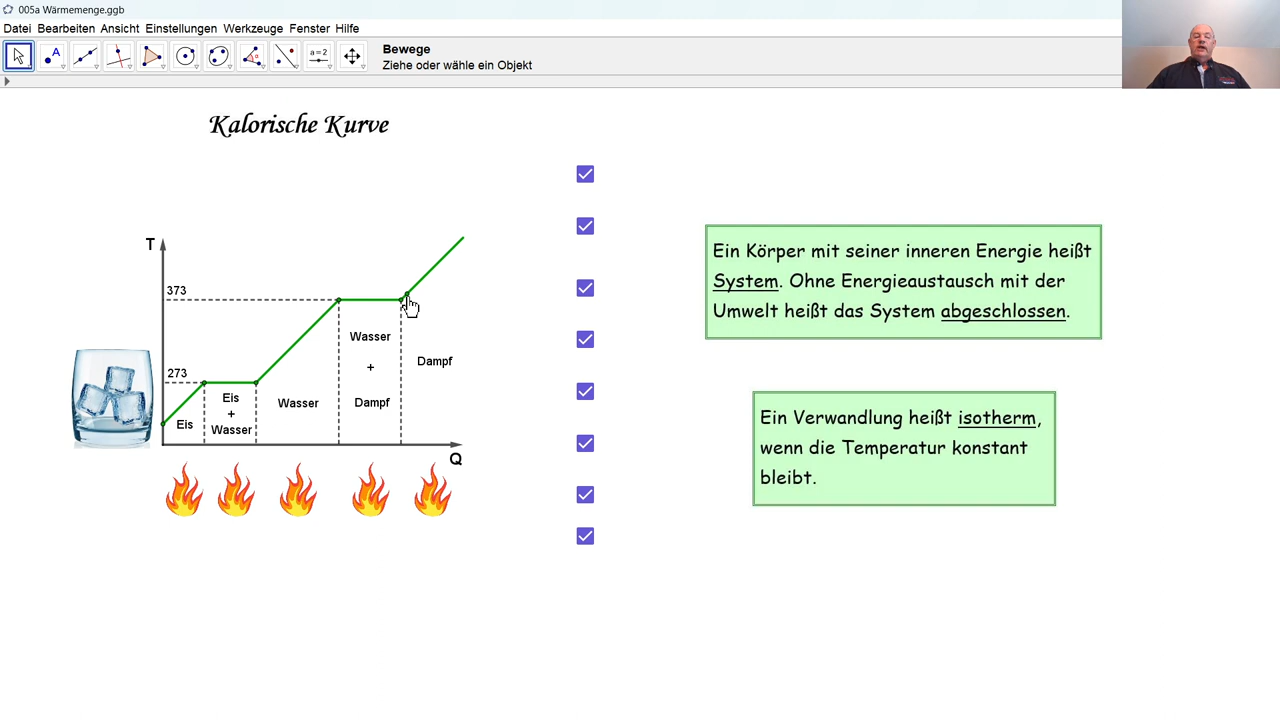 005a Wärmemenge.ggb
Datei Bearbeiten Ansicht Einstellungen Werkzeuge Fenster Hilfe
A
a=2
Bewege
Ziehe oder wähle ein Objekt
Kalorische Kurve
T
373
273
Eis
Eis
+
Wasser
Wasser
Wasser
+
Dampf
Dampf
Q
Ein Körper mit seiner inneren Energie heißt
System. Ohne Energieaustausch mit der
Umwelt heißt das System abgeschlossen.
Ein Verwandlung heißt isotherm,
wenn die Temperatur konstant
bleibt.